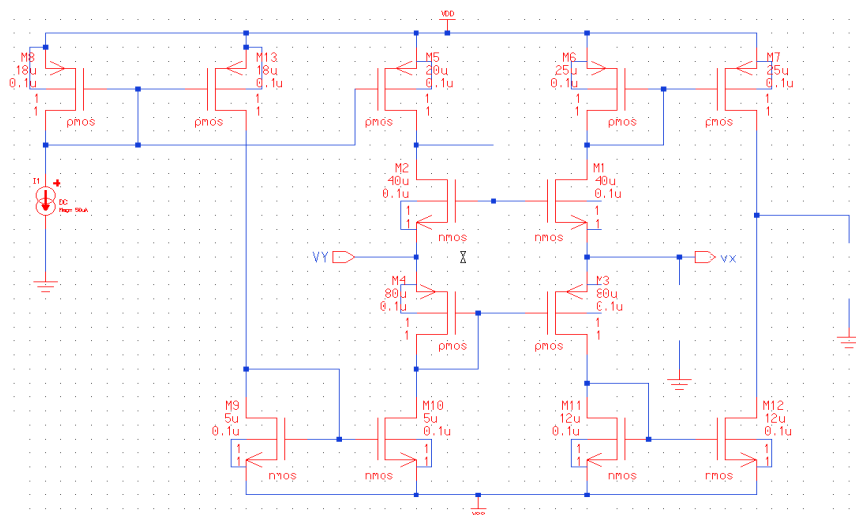 VDD
M8
18u
0.1u
1
1
pmos
M13
18u
0.1u
1
1
pmos
M5
20u
0.1u
1
1
pmos
M6
25u
0.1u
1
1
pmos
M7
25u
0.1u
1
1
pmos
I1
DC
M2
40u
0.1u
1
1
nmos
M1
40u
0.1u
1
1
nmos
VY
vx
M4
80u
0.1u
1
1
pmos
M3
80u
0.1u
1
1
pmos
M9
5u
0.1u
1
1
nmos
M10
5u
0.1u
1
1
nmos
M11
12u
0.1u
1
1
nmos
M12
12u
0.1u
1
1
nmos